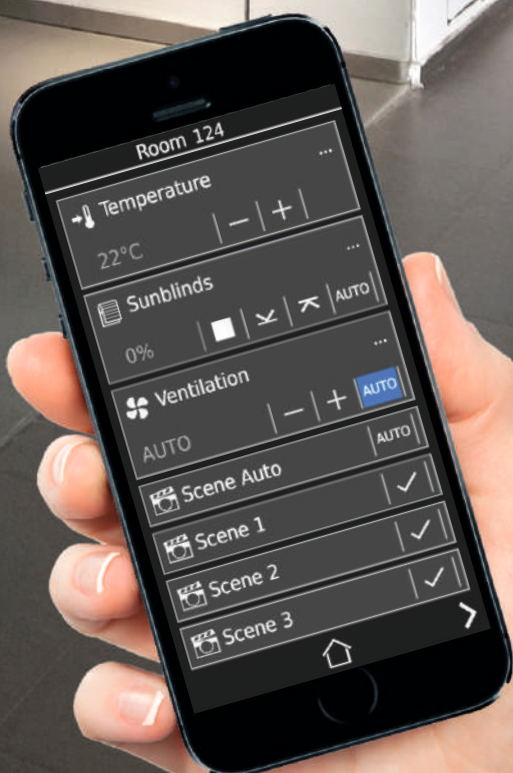 Room 124
Temperature
...
22°C
Sunblinds
...
0%
AUTO
Ventilation
...
AUTO
AUTO
Scene Auto
AUTO
Scene 1
Scene 2
Scene 3